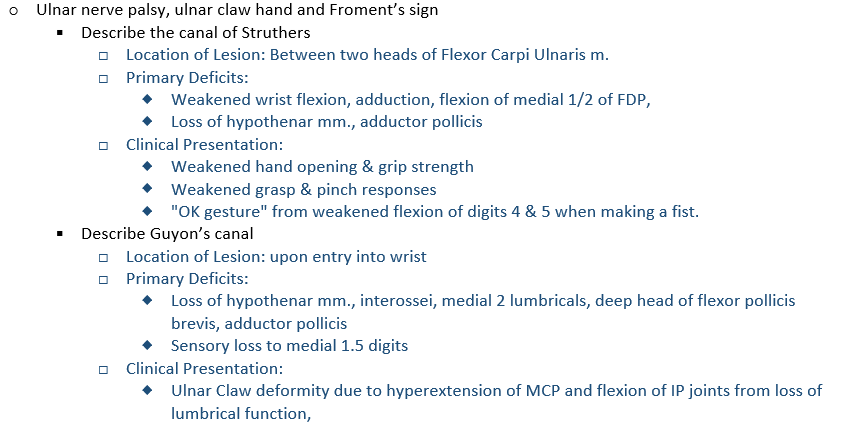 Ulnar nerve palsy, ulnar claw hand and Froment's sign
Describe the canal of Struthers
Location of Lesion: Between two heads of Flexor Carpi Ulnaris m.
Primary Deficits:
Weakened wrist flexion, adduction, flexion of medial 1/2 of FDP,
Loss of hypothenar mm., adductor pollicis
Clinical Presentation:
Weakened hand opening & grip strength
Weakened grasp & pinch responses
"OK gesture" from weakened flexion of digits 4 & 5 when making a fist.
Describe Guyon's canal
Location of Lesion: upon entry into wrist
Primary Deficits:
Loss of hypothenar mm., interossei, medial 2 lumbricals, deep head of flexor pollicis
brevis, adductor pollicis
Sensory loss to medial 1.5 digits
Clinical Presentation:
Ulnar Claw deformity due to hyperextension of MCP and flexion of IP joints from loss of
lumbrical function,